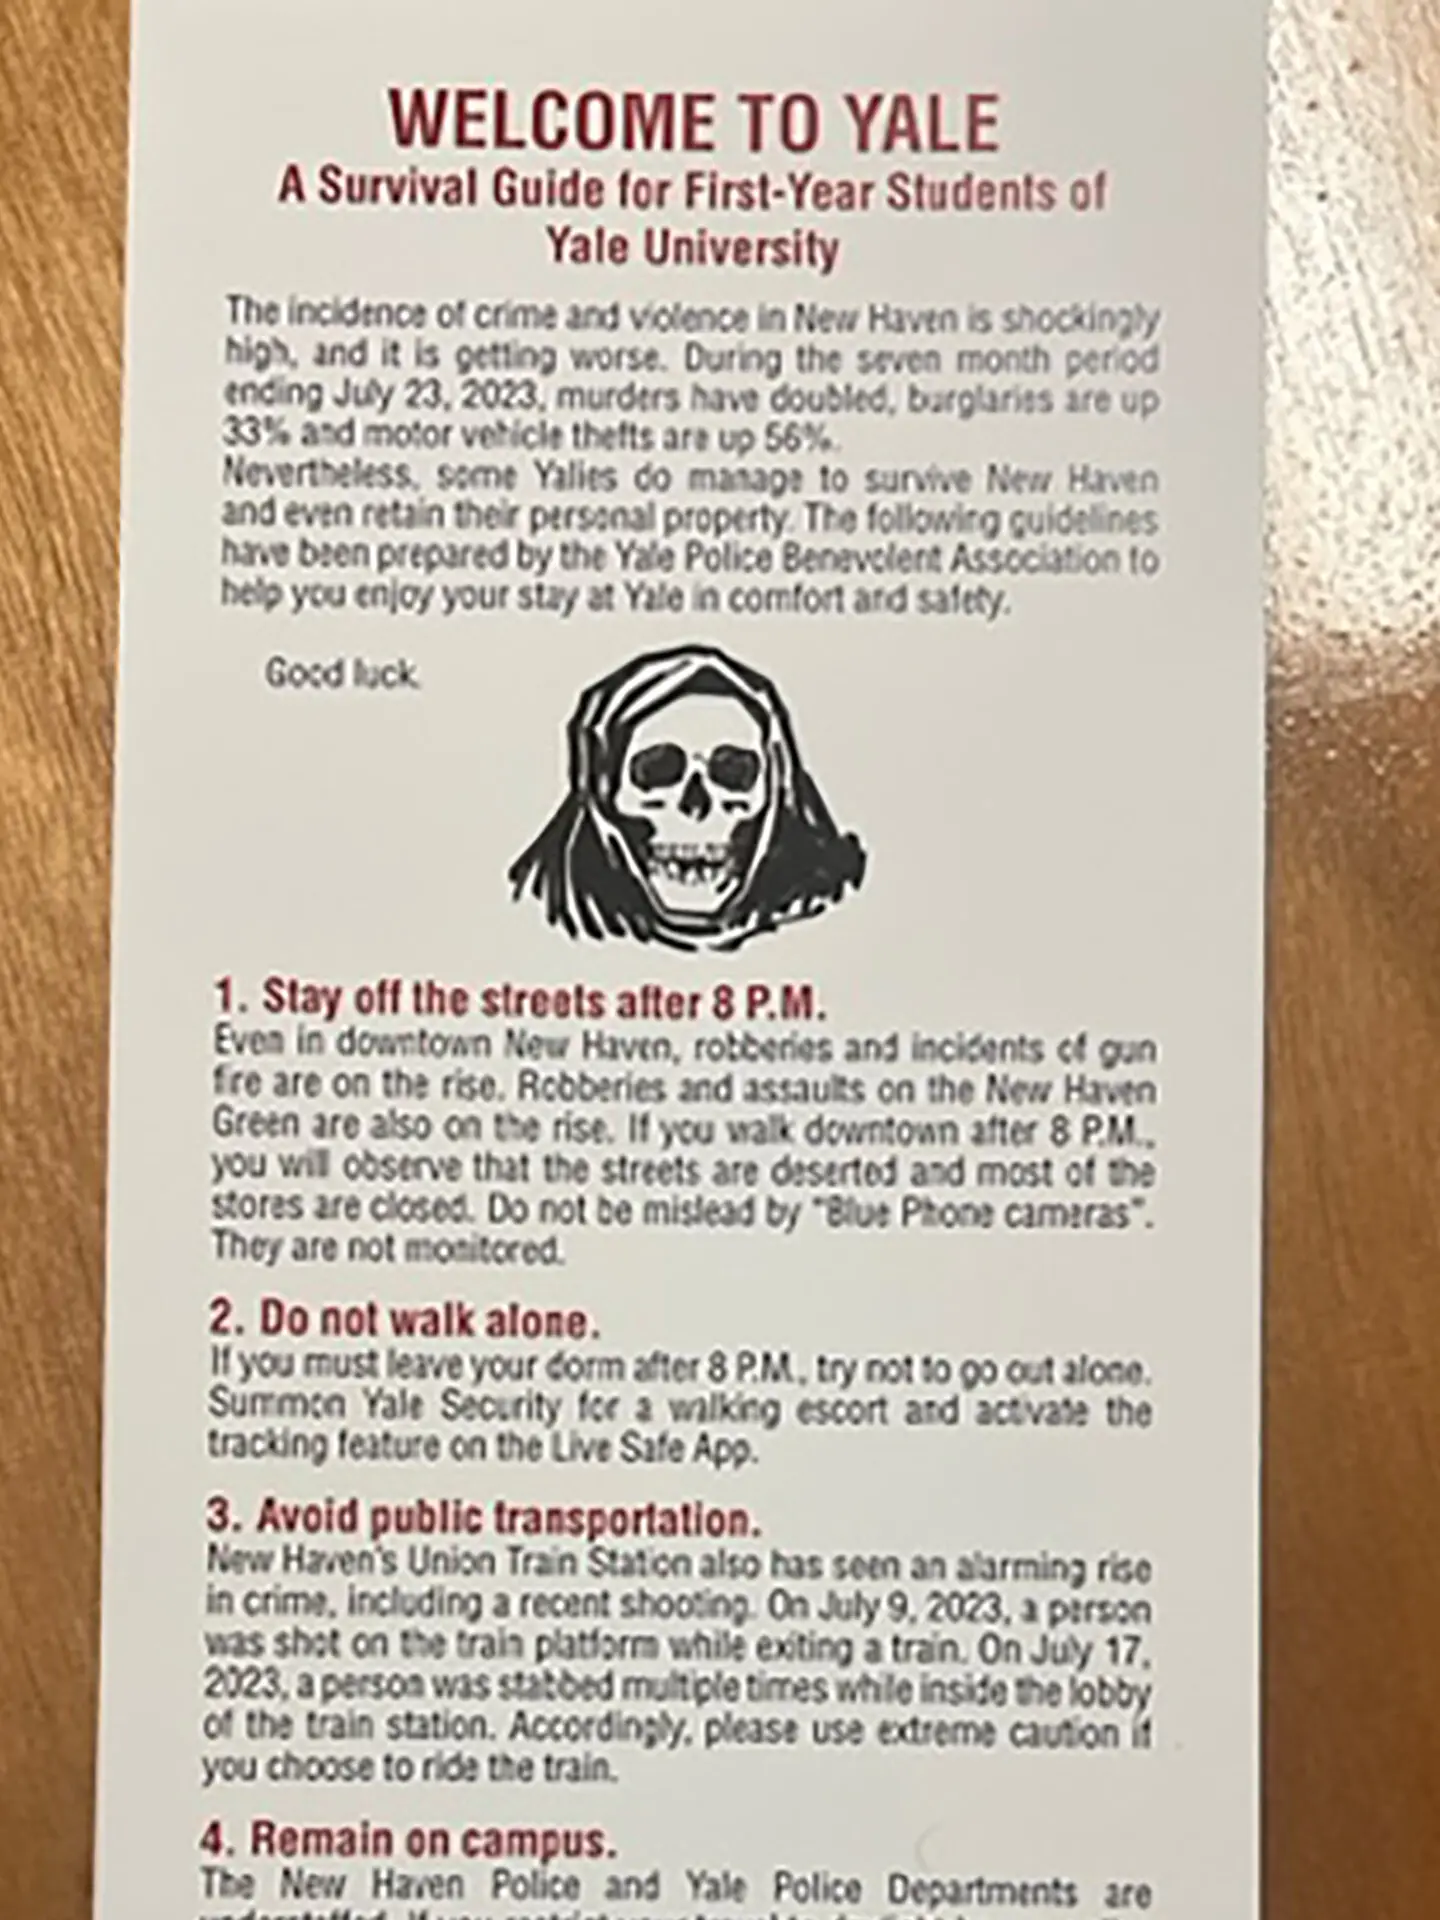 WELCOME TO YALE
A Survival Guide for First-Year Students of
Yale University
The incidence of crime and violence in New Haven is shockingly
high, and it is getting worse. During the seven month period
ending July 23, 2023, murders have doubled, burglaries are up
33% and motor vehicle thefts are up 56%.
Nevertheless, some Yalies do manage to survive New Haven
and even retain their personal property. The following guidelines
have been prepared by the Yale Police Benevolent Association to
help you enjoy your stay at Yale in comfort and safety.
Good luck.
1. Stay off the streets after 8 P.M.
Even in downtown New Haven, robberies and incidents of gun
fire are on the rise. Robberies and assaults on the New Haven
Green are also on the rise. If you walk downtown after 8 P.M.,
you will observe that the streets are deserted and most of the
stores are closed. Do not be mislead by "Blue Phone cameras".
They are not monitored.
2. Do not walk alone.
If you must leave your dorm after 8 P.M., try not to go out alone.
Summon Yale Security for a walking escort and activate the
tracking feature on the Live Safe App.
3. Avoid public transportation.
New Haven's Union Train Station also has seen an alarming rise
in crime, including a recent shooting. On July 9, 2023, a person
was shot on the train platform while exiting a train. On July 17,
2023, a person was stabbed multiple times while inside the lobby
of the train station. Accordingly, please use extreme caution if
you choose to ride the train.
4. Remain on campus.
The New Haven Police and Yale Police Departments are